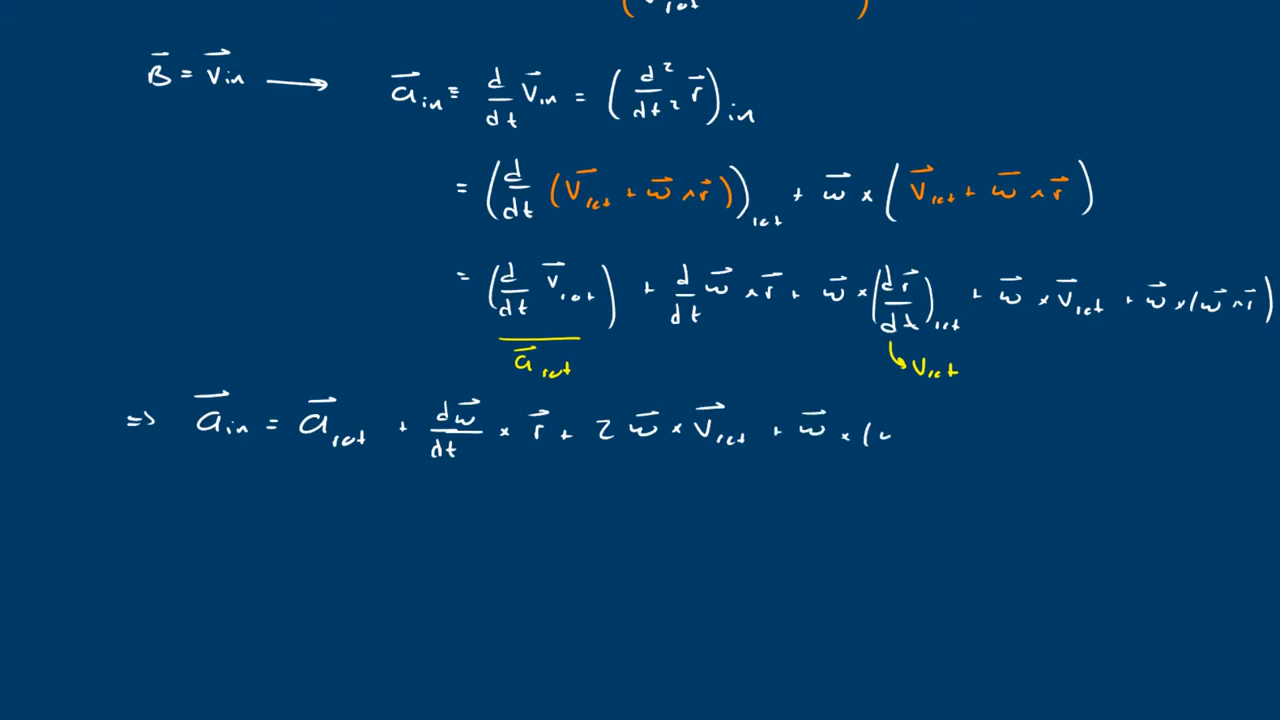 (V⃗rot )
B⃗ = V⃗in ⟶ a⃗in ≡ d/dt V⃗in = (d²/dt² r⃗)in
= (d/dt (V⃗rot + ω⃗ ∧ r⃗))rot + ω⃗ × (V⃗rot + ω⃗ ∧ r⃗)
= (d/dt V⃗rot) + d/dt ω⃗ × r⃗ + ω⃗ × (dr⃗/dt)rot + ω⃗ × V⃗rot + ω⃗ × (ω⃗ ∧ r⃗)
a⃗rot ↳ Vrot
=> a⃗in = a⃗rot + dω⃗/dt × r⃗ + 2 ω⃗ × V⃗rot + ω⃗ × (